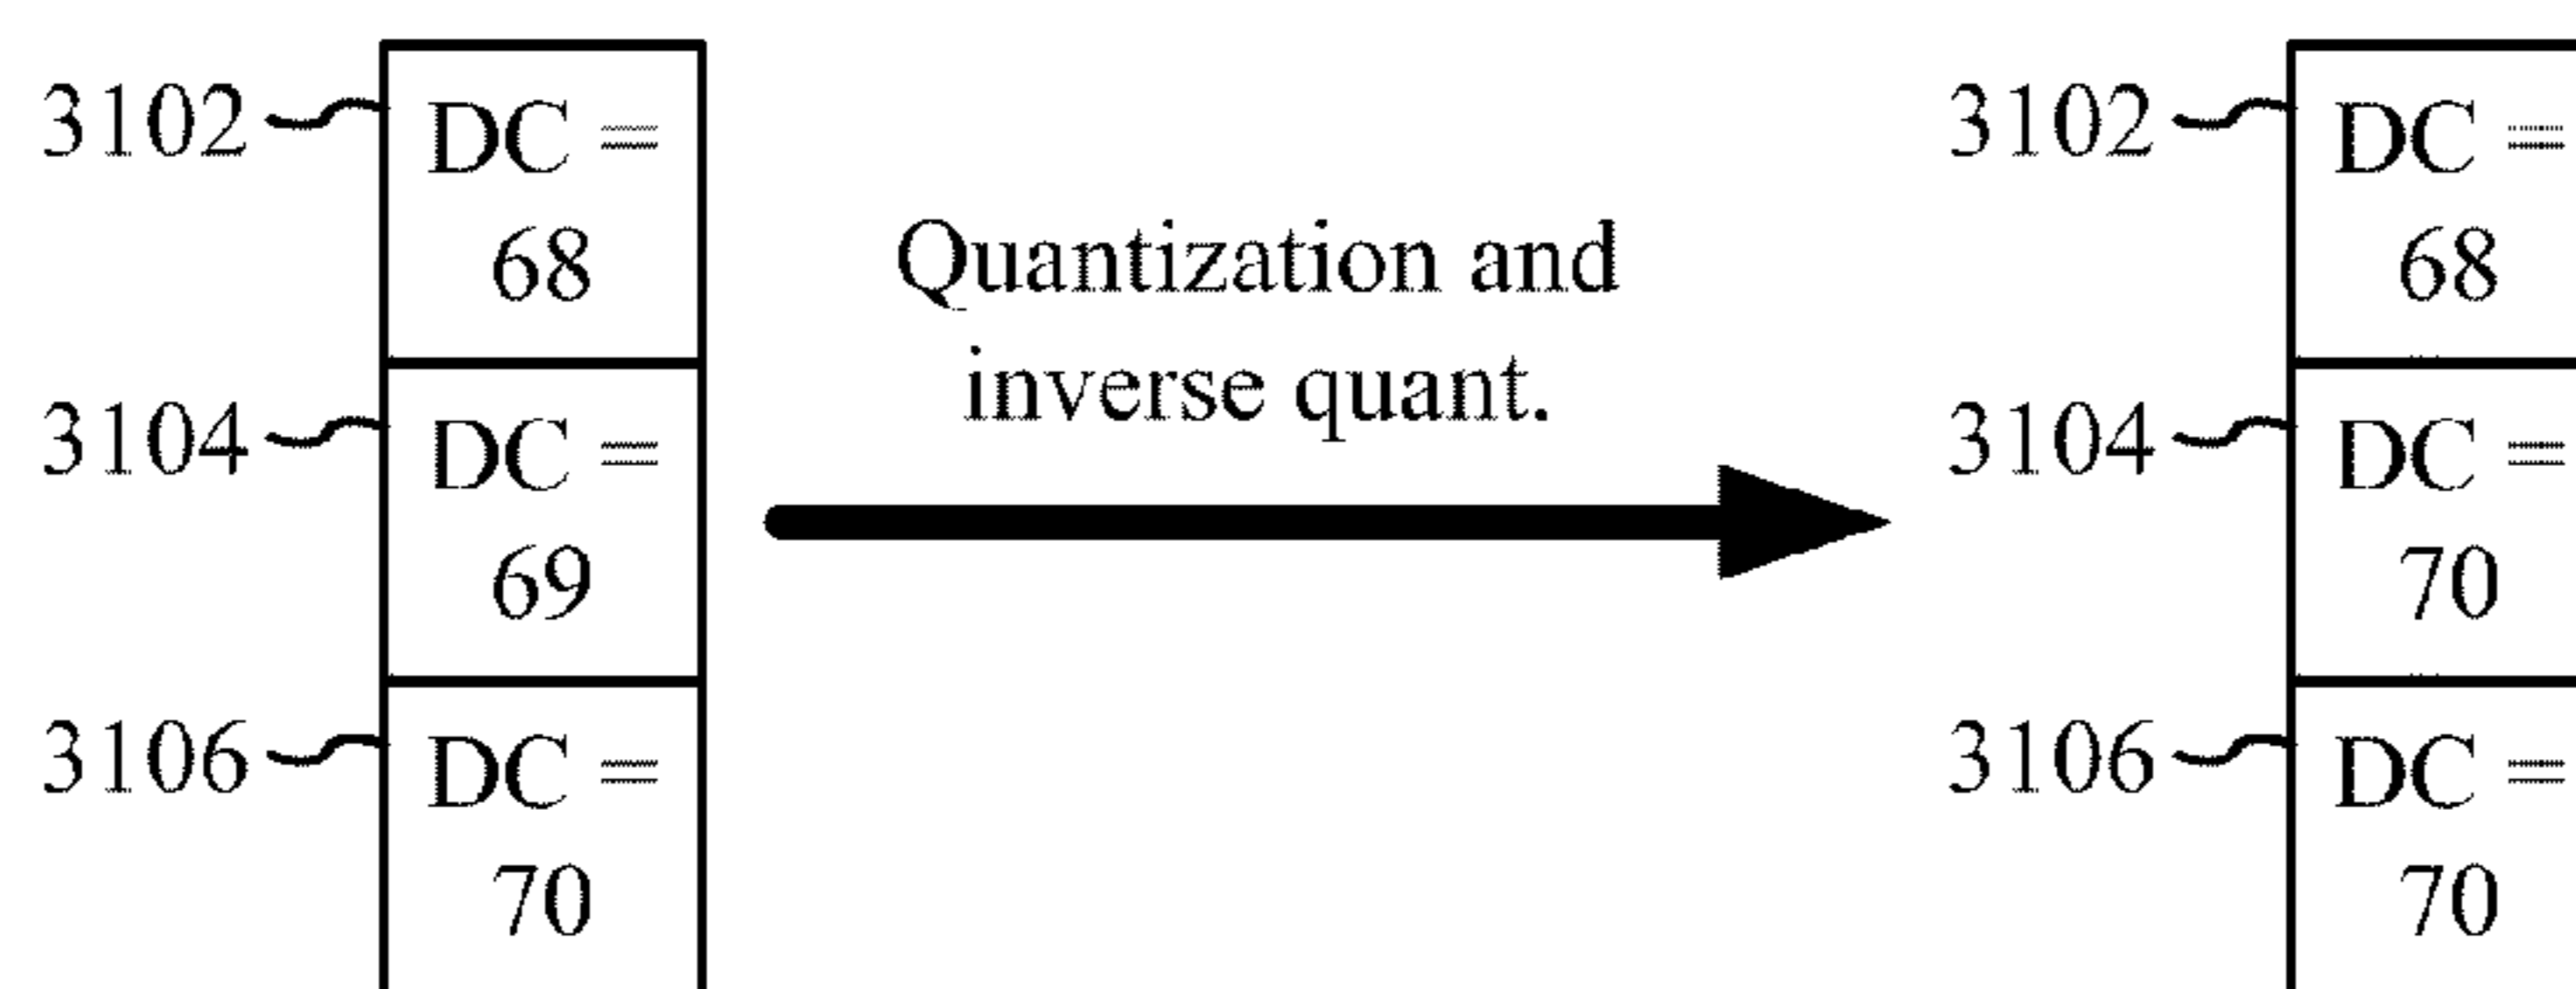 3102
DC =
68
3104
DC =
69
3106
DC =
70
Quantization and
inverse quant.
3102
DC =
68
3104
DC =
70
3106
DC =
70